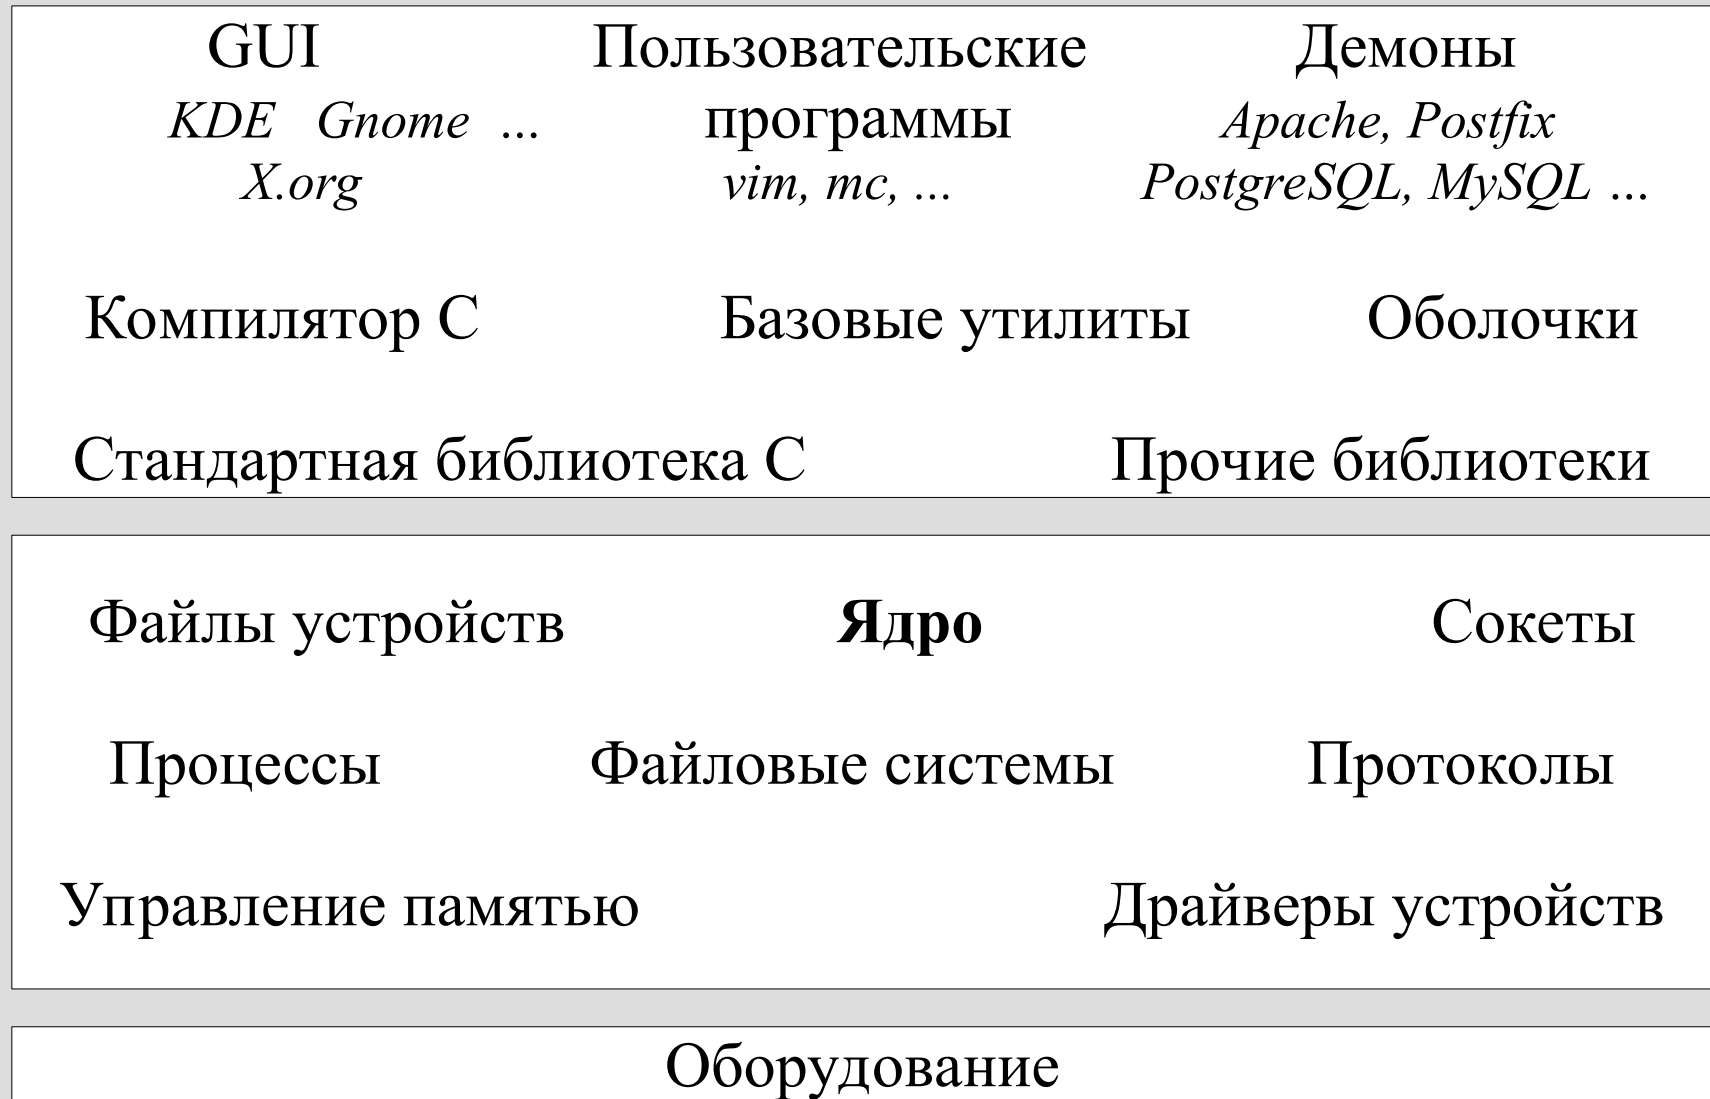 GUI Пользовательские Демоны
KDE Gnome ... программы Apache, Postfix
X.org vim, mc, ... PostgreSQL, MySQL ...
Компилятор C Базовые утилиты Оболочки
Стандартная библиотека C Прочие библиотеки
Файлы устройств Ядро Сокеты
Процессы Файловые системы Протоколы
Управление памятью Драйверы устройств
Оборудование